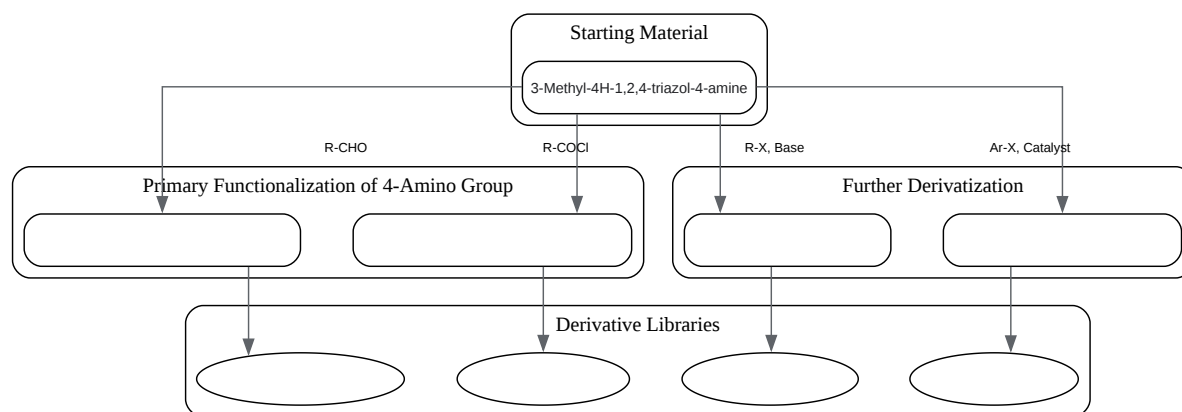 Starting Material
3-Methyl-4H-1,2,4-triazol-4-amine
R-CHO
R-COCl
R-X, Base
Ar-X, Catalyst
Primary Functionalization of 4-Amino Group
Further Derivatization
Derivative Libraries